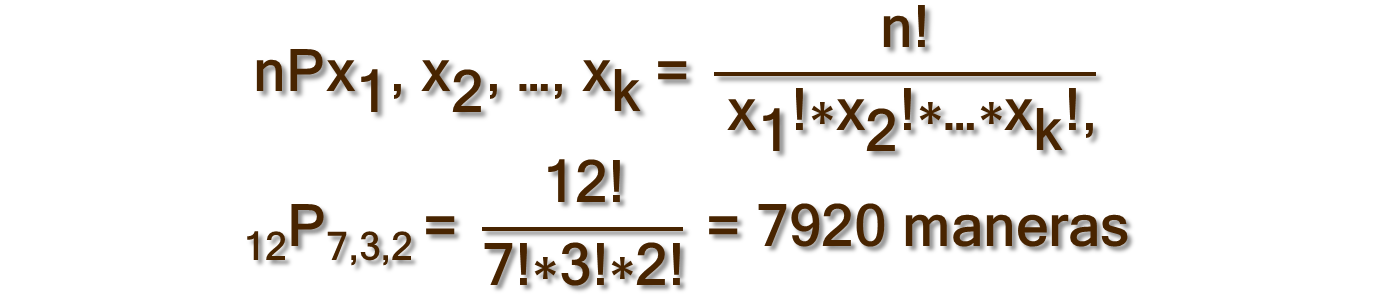 nPx₁, x₂, ..., xₖ = n! / x₁!*x₂!*...*xₖ!,
₁₂P₇,₃,₂ = 12! / 7!*3!*2! = 7920 maneras